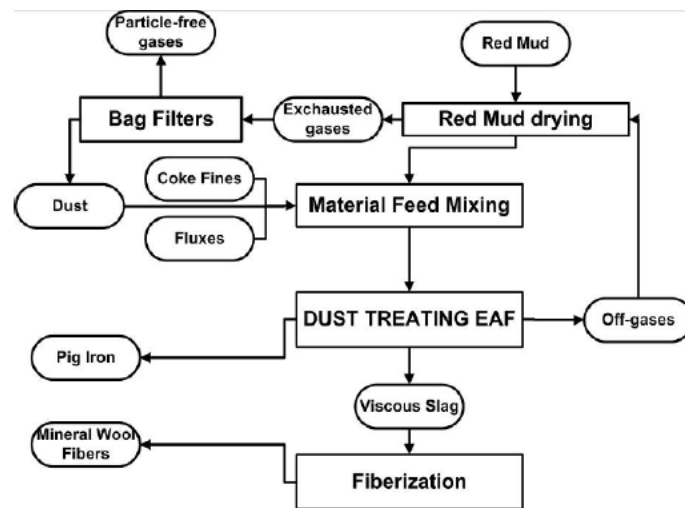 Particle-free
gases
Red Mud
Bag Filters
Exchausted
gases
Red Mud drying
Coke Fines
Dust
Material Feed Mixing
Fluxes
DUST TREATING EAF
Off-gases
Pig Iron
Viscous Slag
Mineral Wool
Fibers
Fiberization